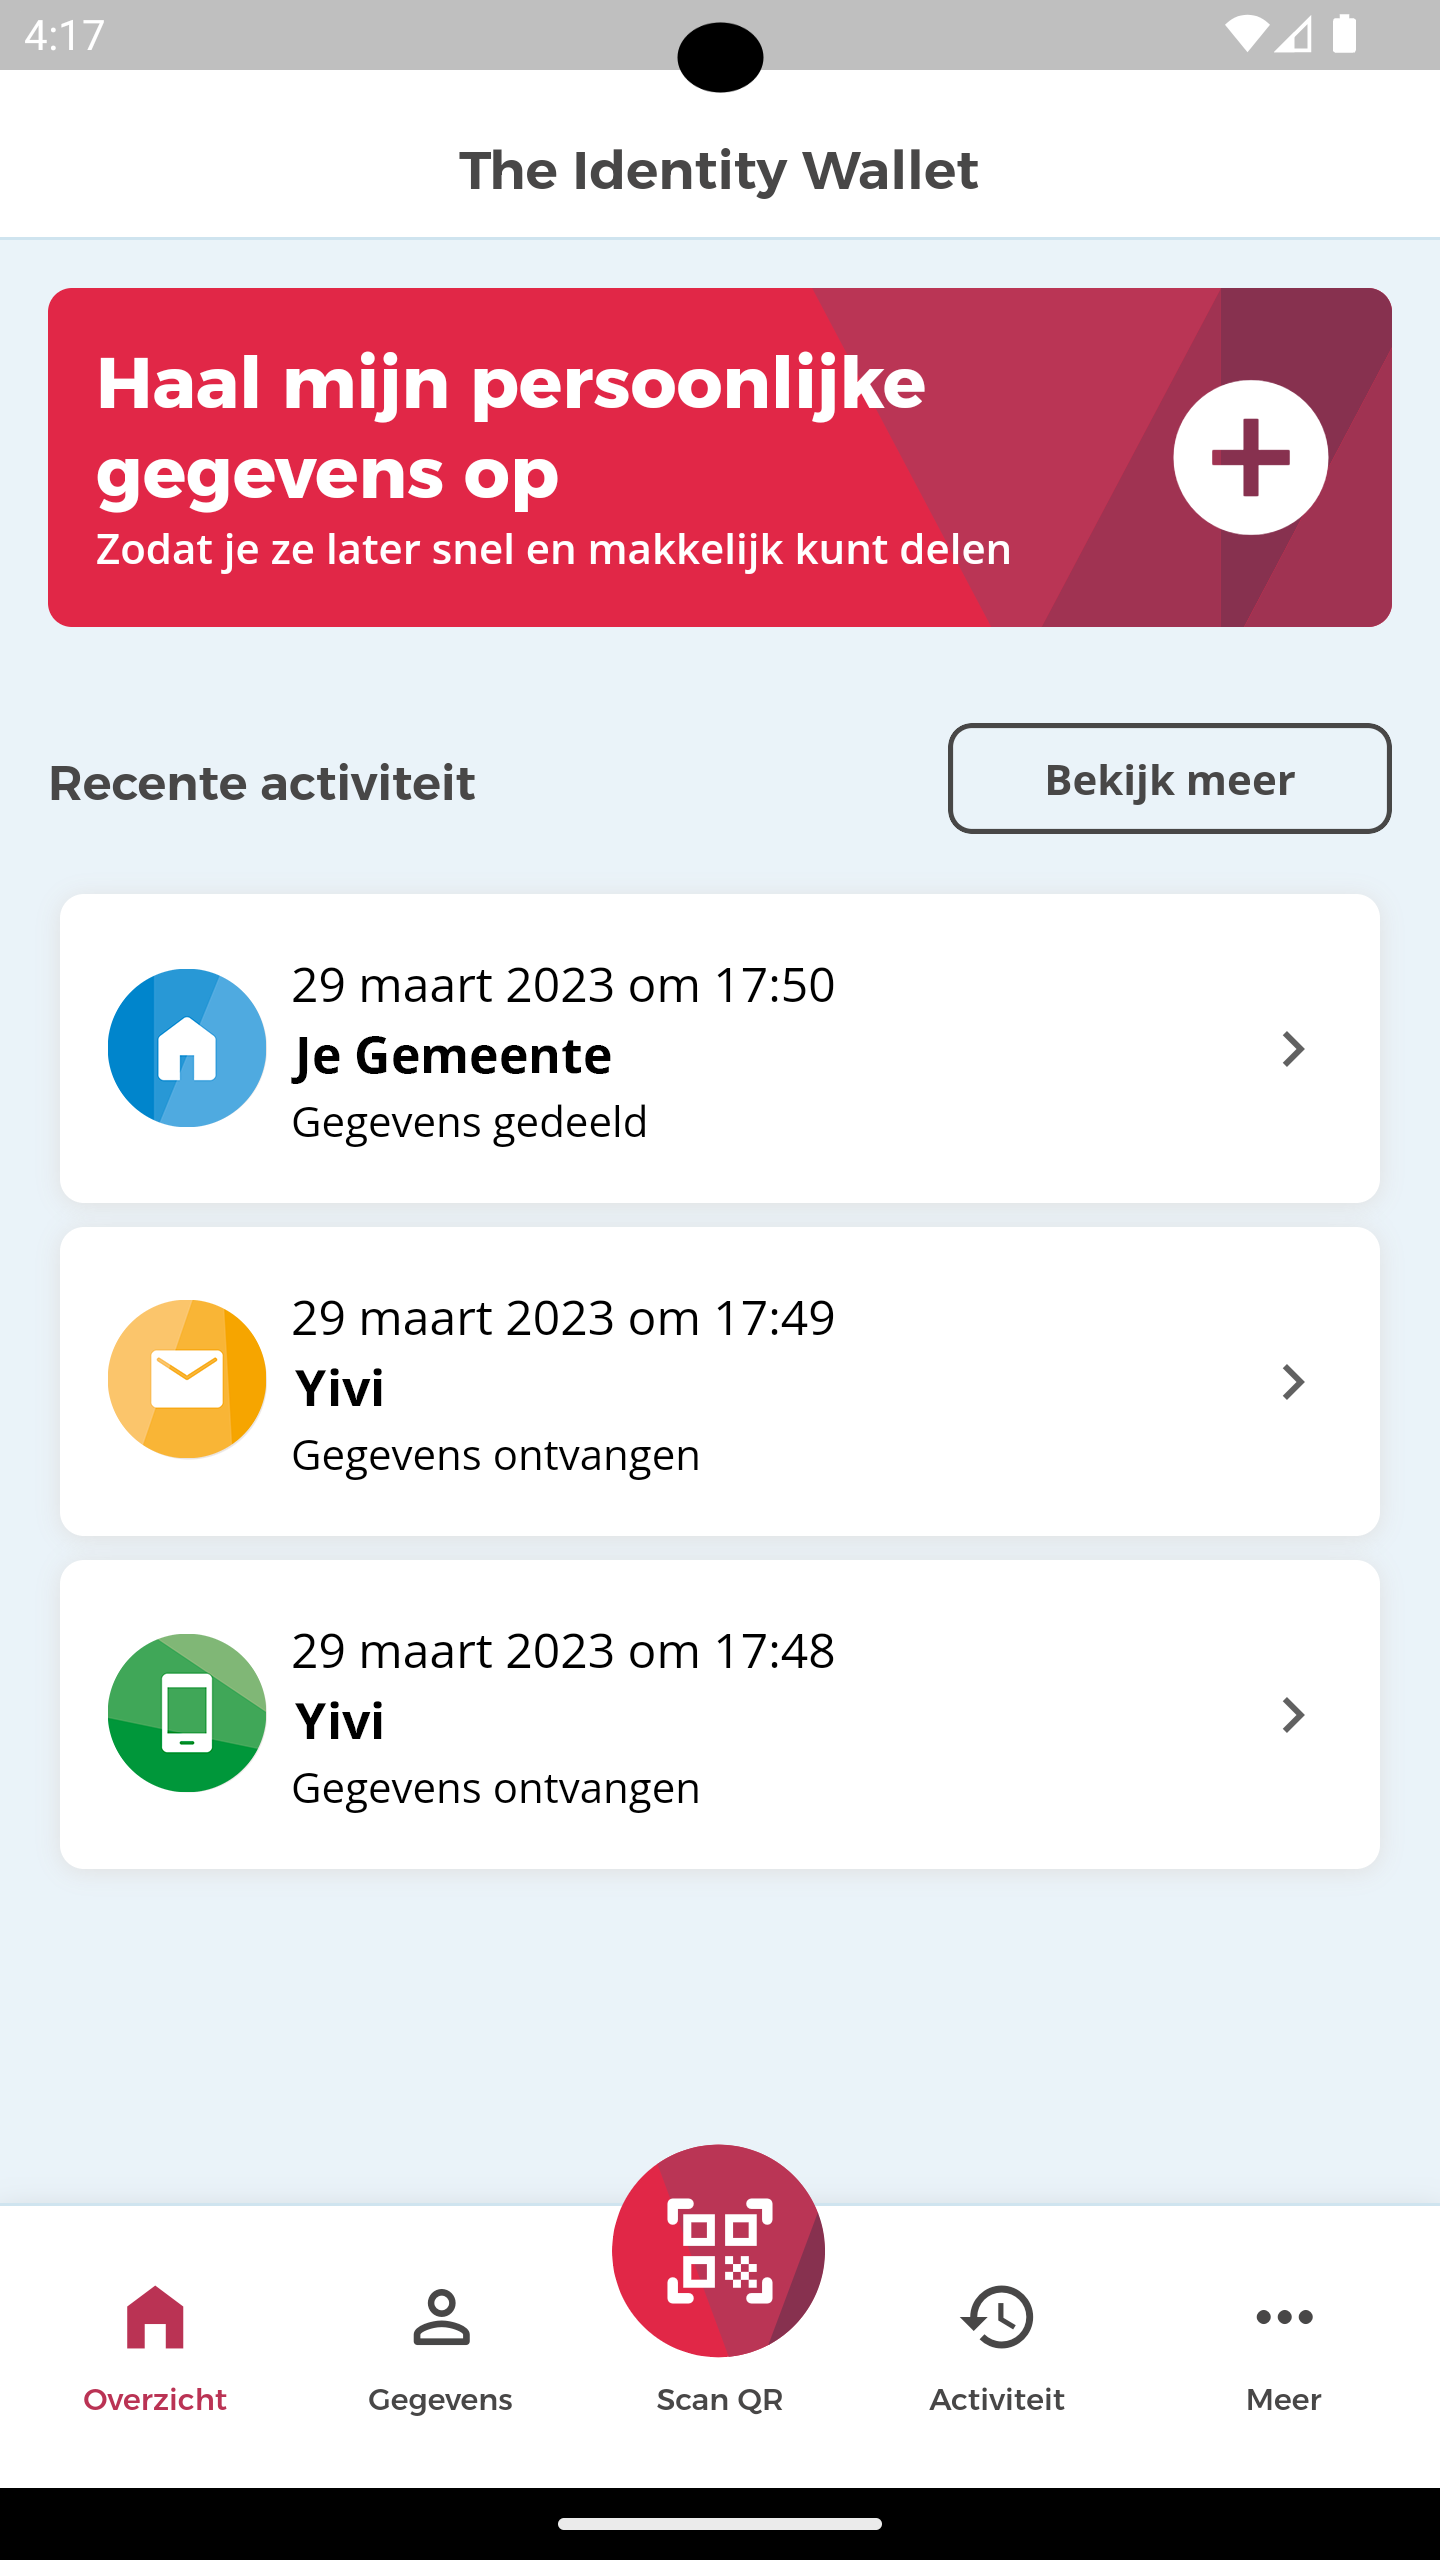 4:17
The Identity Wallet
Haal mijn persoonlijke
gegevens op
Zodat je ze later snel en makkelijk kunt delen
Recente activiteit
Bekijk meer
29 maart 2023 om 17:50
Je Gemeente
Gegevens gedeeld
29 maart 2023 om 17:49
Yivi
Gegevens ontvangen
29 maart 2023 om 17:48
Yivi
Gegevens ontvangen
Overzicht
Gegevens
Scan QR
Activiteit
Meer